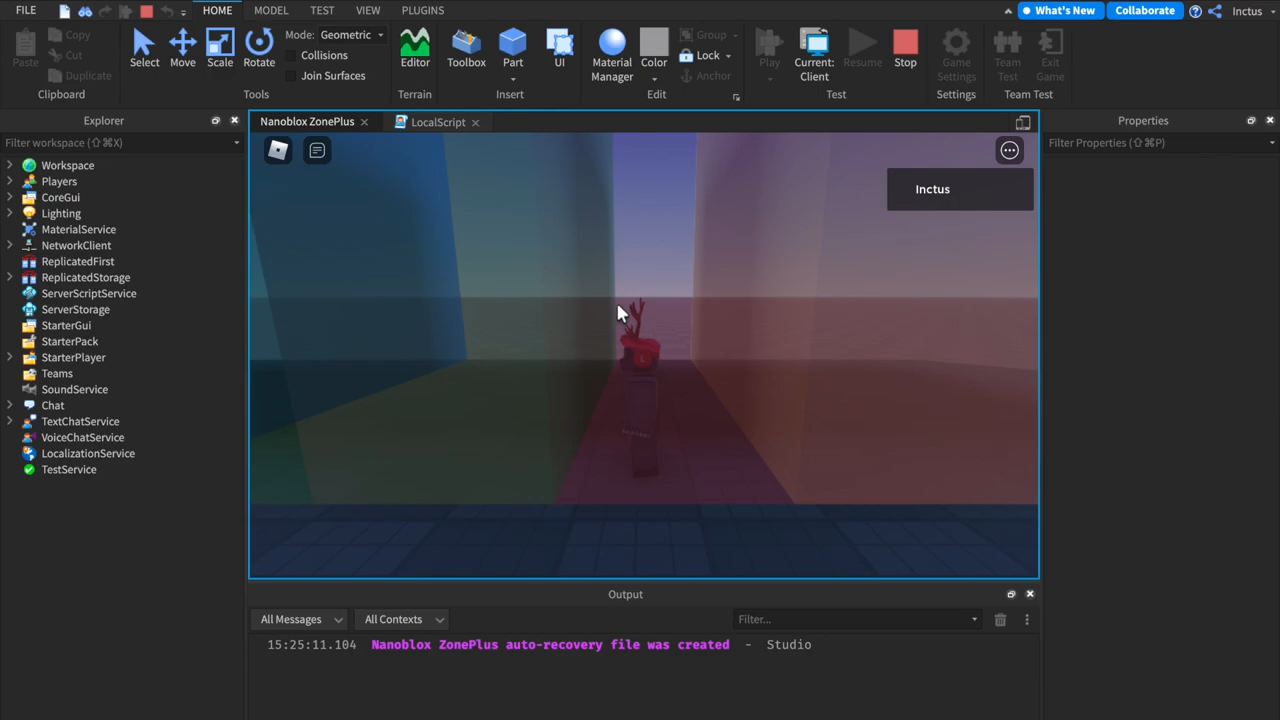 FILE
HOME
MODEL
TEST
VIEW
PLUGINS
What's New
Collaborate
Inctus
Paste
Copy
Cut
Duplicate
Clipboard
Select
Move
Scale
Rotate
Mode: Geometric
Collisions
Join Surfaces
Tools
Editor
Terrain
Toolbox
Part
UI
Insert
Material
Manager
Color
Group
Lock
Anchor
Edit
Play
Current:
Client
Resume
Stop
Test
Game
Settings
Settings
Team
Test
Exit
Game
Team Test
Explorer
Filter workspace (⇧⌘X)
Workspace
Players
CoreGui
Lighting
MaterialService
NetworkClient
ReplicatedFirst
ReplicatedStorage
ServerScriptService
ServerStorage
StarterGui
StarterPack
StarterPlayer
Teams
SoundService
Chat
TextChatService
VoiceChatService
LocalizationService
TestService
Nanoblox ZonePlus
LocalScript
Inctus
Properties
Filter Properties (⇧⌘P)
Output
All Messages
All Contexts
Filter...
15:25:11.104 Nanoblox ZonePlus auto-recovery file was created - Studio